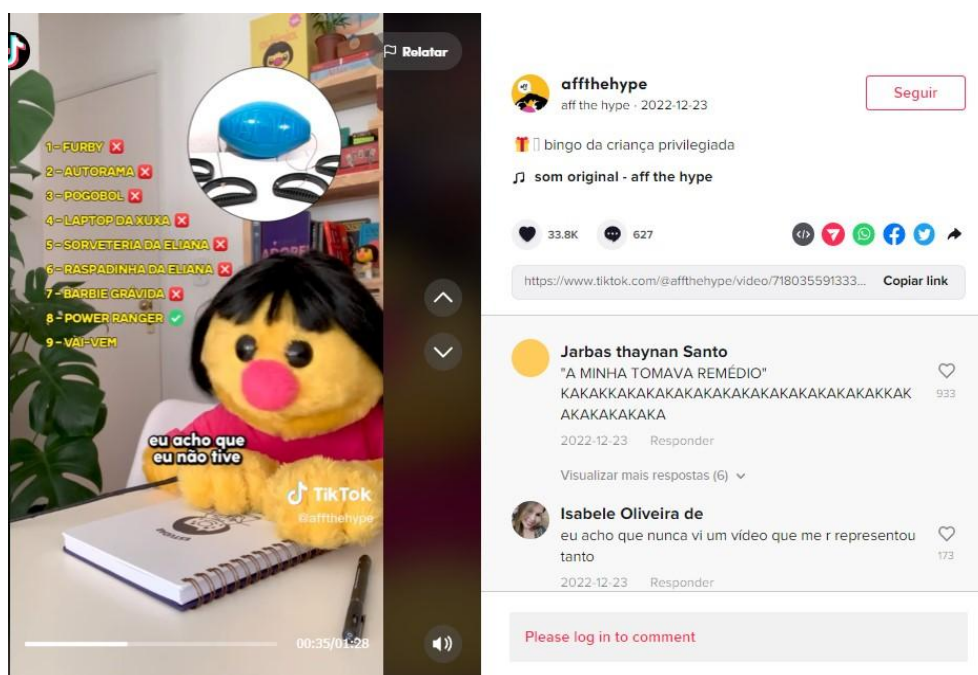 Relatar
1 - FURBY
2 - AUTORAMA
3 - POGOBOL
4 - LAPTOP DA XUXA
5 - SORVETERIA DA ELIANA
6 - RASPADINHA DA ELIANA
7 - BARBIE GRÁVIDA
8 - POWER RANGER
9 - VAI-VEM
eu acho que
eu não tive
TikTok
@affthehype
00:35/01:28
affthehype
aff the hype · 2022-12-23
Seguir
bingo da criança privilegiada
som original - aff the hype
33.8K
627
https://www.tiktok.com/@affthehype/video/718035591333...
Copiar link
Jarbas thaynan Santo
"A MINHA TOMAVA REMÉDIO"
KAKAKKAKAKAKAKAKAKAKAKAKAKAKAKAKAKKAK
AKAKAKAKAKA
933
2022-12-23 Responder
Visualizar mais respostas (6)
Isabele Oliveira de
eu acho que nunca vi um vídeo que me r representou
tanto
173
2022-12-23 Responder
Please log in to comment